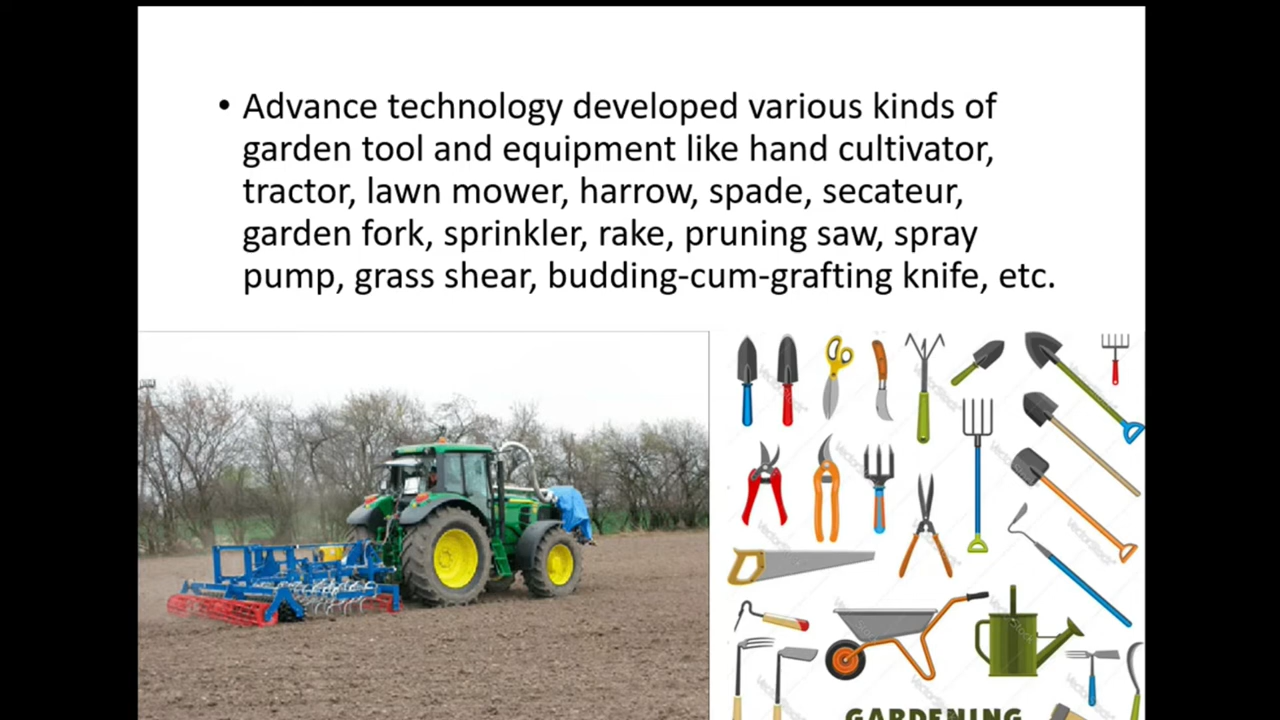 • Advance technology developed various kinds of
garden tool and equipment like hand cultivator,
tractor, lawn mower, harrow, spade, secateur,
garden fork, sprinkler, rake, pruning saw, spray
pump, grass shear, budding-cum-grafting knife, etc.
GARDENING